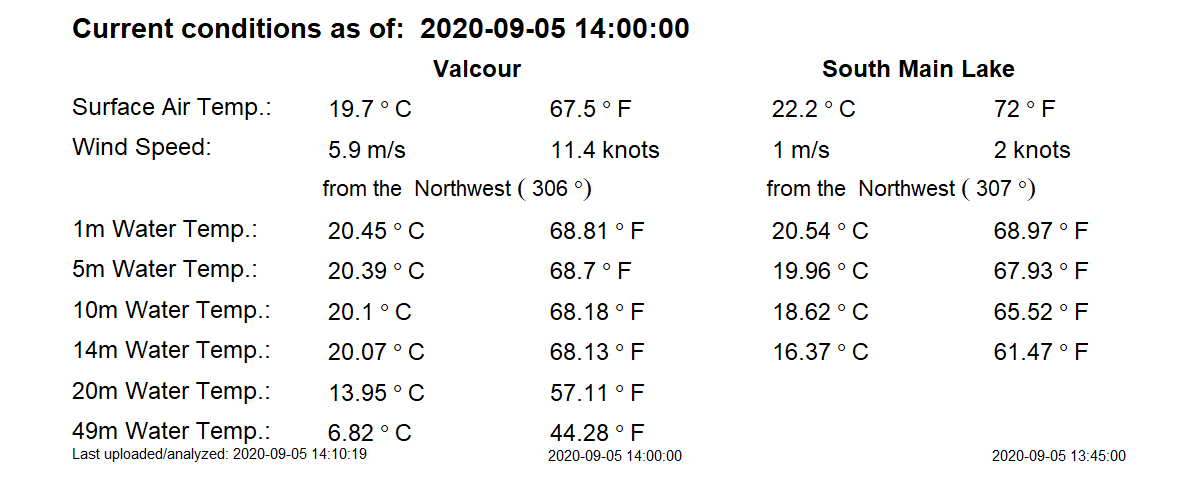 Current conditions as of: 2020-09-05 14:00:00
Valcour South Main Lake
Surface Air Temp.: 19.7 ° C 67.5 ° F 22.2 ° C 72 ° F
Wind Speed: 5.9 m/s 11.4 knots 1 m/s 2 knots
from the Northwest ( 306 °) from the Northwest ( 307 °)
1m Water Temp.: 20.45 ° C 68.81 ° F 20.54 ° C 68.97 ° F
5m Water Temp.: 20.39 ° C 68.7 ° F 19.96 ° C 67.93 ° F
10m Water Temp.: 20.1 ° C 68.18 ° F 18.62 ° C 65.52 ° F
14m Water Temp.: 20.07 ° C 68.13 ° F 16.37 ° C 61.47 ° F
20m Water Temp.: 13.95 ° C 57.11 ° F
49m Water Temp.: 6.82 ° C 44.28 ° F
Last uploaded/analyzed: 2020-09-05 14:10:19 2020-09-05 14:00:00 2020-09-05 13:45:00